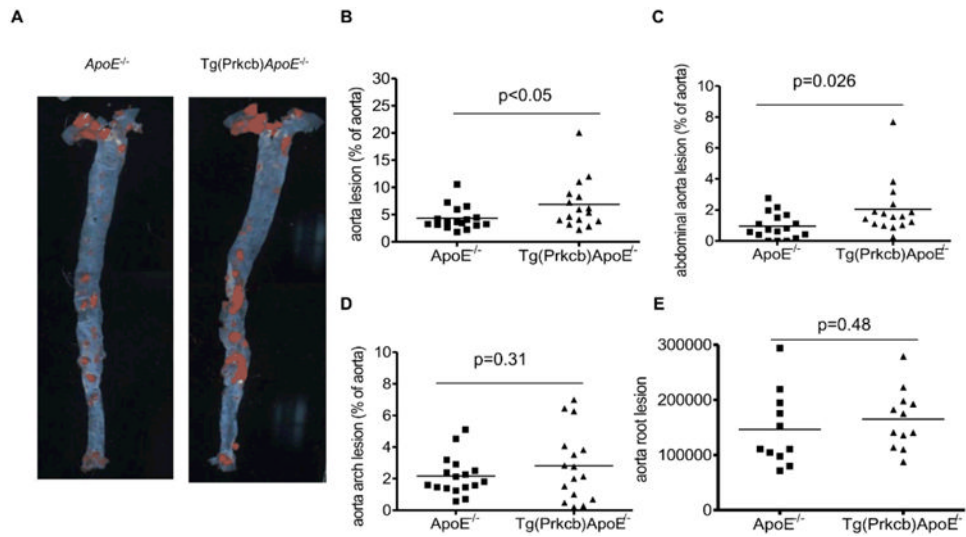 A
ApoE-/-
Tg(Prkcb)ApoE-/-
B
p<0.05
aorta lesion (% of aorta)
30
25
20
15
10
5
0
ApoE-/-
Tg(Prkcb)ApoE-/-
C
p=0.026
abdominal aorta lesion (% of aorta)
10
8
6
4
2
0
ApoE-/-
Tg(Prkcb)ApoE-/-
D
p=0.31
aorta arch lesion (% of aorta)
10
8
6
4
2
0
ApoE-/-
Tg(Prkcb)ApoE-/-
E
p=0.48
aorta root lesion
300000
200000
100000
0
ApoE-/-
Tg(Prkcb)ApoE-/-